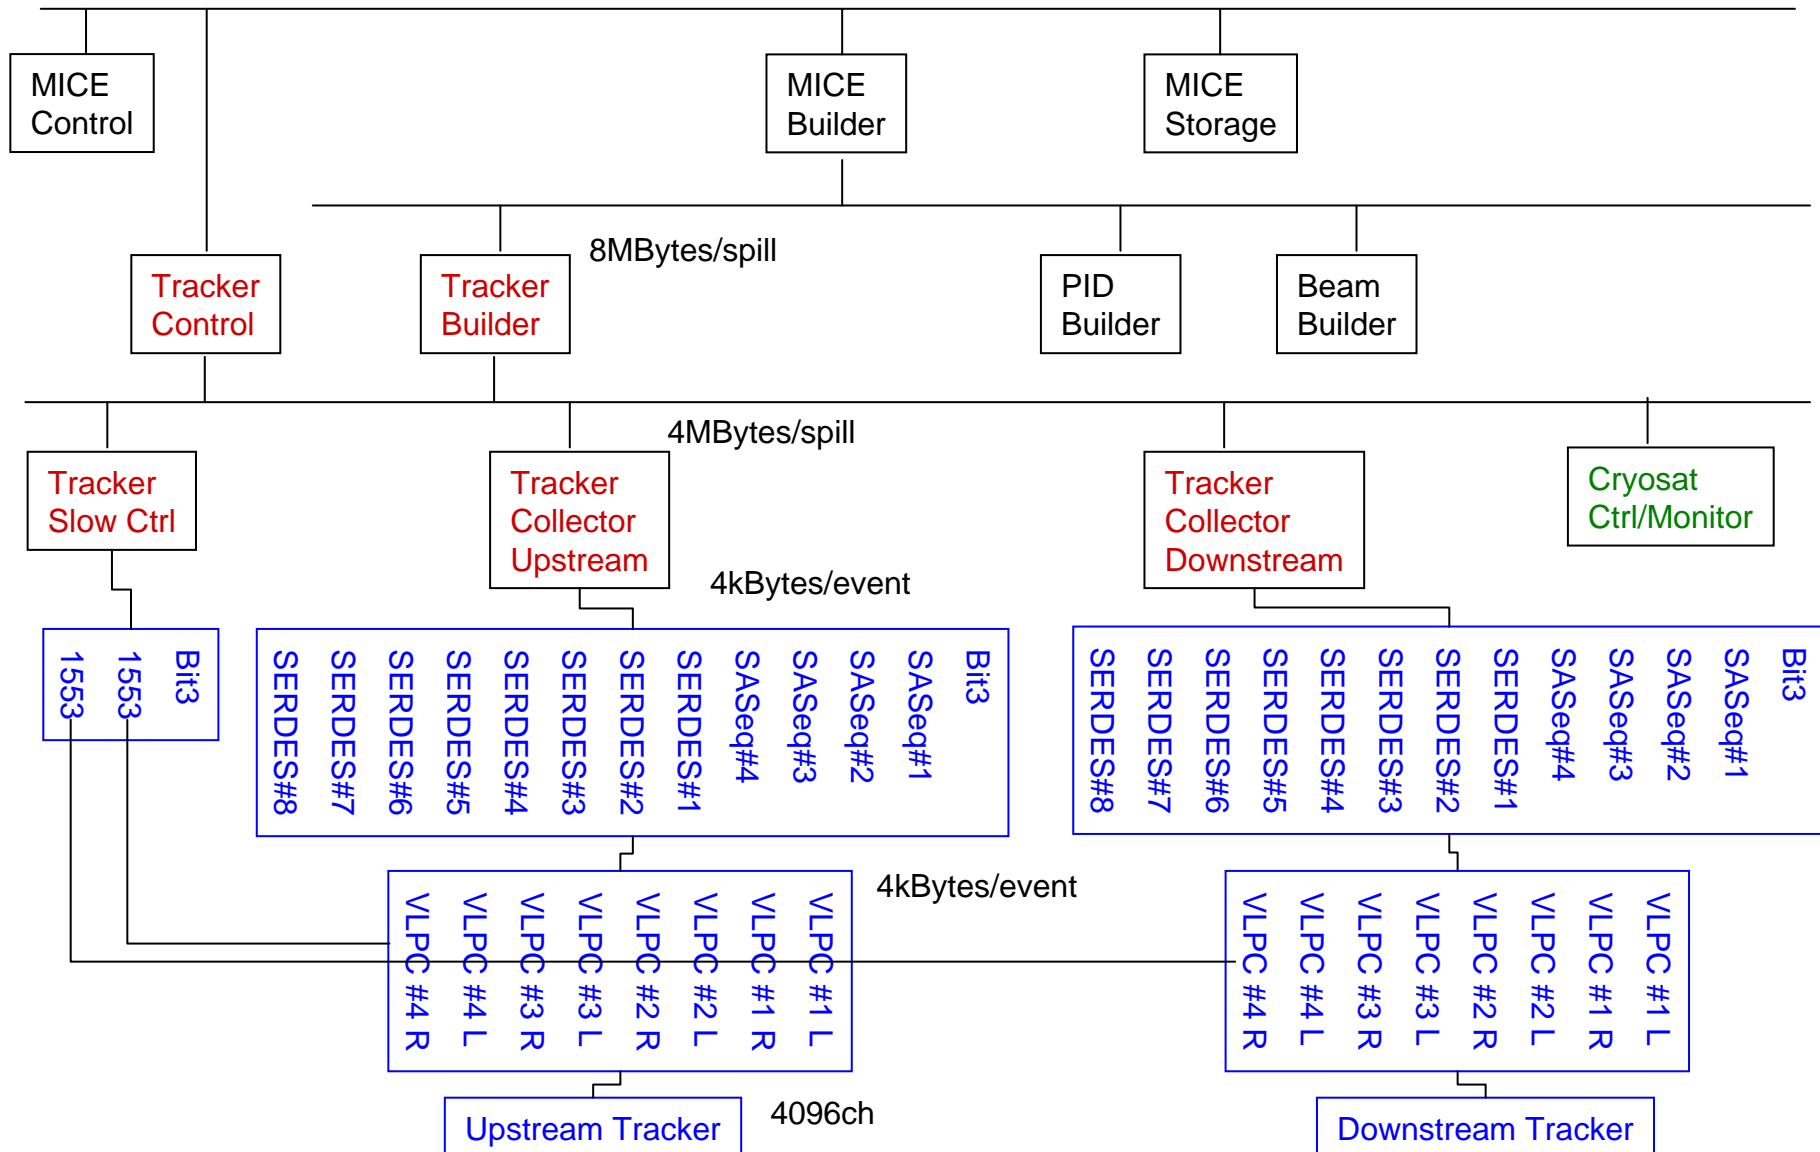 MICE
Control
MICE
Builder
MICE
Storage
8MBytes/spill
Tracker
Control
Tracker
Builder
PID
Builder
Beam
Builder
4MBytes/spill
Tracker
Slow Ctrl
Tracker
Collector
Upstream
Tracker
Collector
Downstream
Cryosat
Ctrl/Monitor
4kBytes/event
Bit3
1553
1553
Bit3
SASeq#1
SASeq#2
SASeq#3
SASeq#4
SERDES#1
SERDES#2
SERDES#3
SERDES#4
SERDES#5
SERDES#6
SERDES#7
SERDES#8
Bit3
SASeq#1
SASeq#2
SASeq#3
SASeq#4
SERDES#1
SERDES#2
SERDES#3
SERDES#4
SERDES#5
SERDES#6
SERDES#7
SERDES#8
4kBytes/event
VLPC #1 L
VLPC #1 R
VLPC #2 L
VLPC #2 R
VLPC #3 L
VLPC #3 R
VLPC #4 L
VLPC #4 R
VLPC #1 L
VLPC #1 R
VLPC #2 L
VLPC #2 R
VLPC #3 L
VLPC #3 R
VLPC #4 L
VLPC #4 R
Upstream Tracker
4096ch
Downstream Tracker